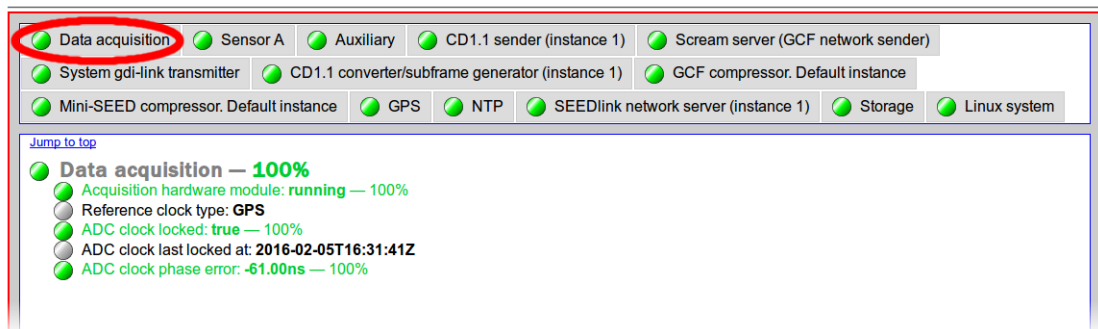 Data acquisition Sensor A Auxiliary CD1.1 sender (instance 1) Scream server (GCF network sender)
System gdi-link transmitter CD1.1 converter/subframe generator (instance 1) GCF compressor. Default instance
Mini-SEED compressor. Default instance GPS NTP SEEDlink network server (instance 1) Storage Linux system
Jump to top
Data acquisition — 100%
Acquisition hardware module: running — 100%
Reference clock type: GPS
ADC clock locked: true — 100%
ADC clock last locked at: 2016-02-05T16:31:41Z
ADC clock phase error: -61.00ns — 100%